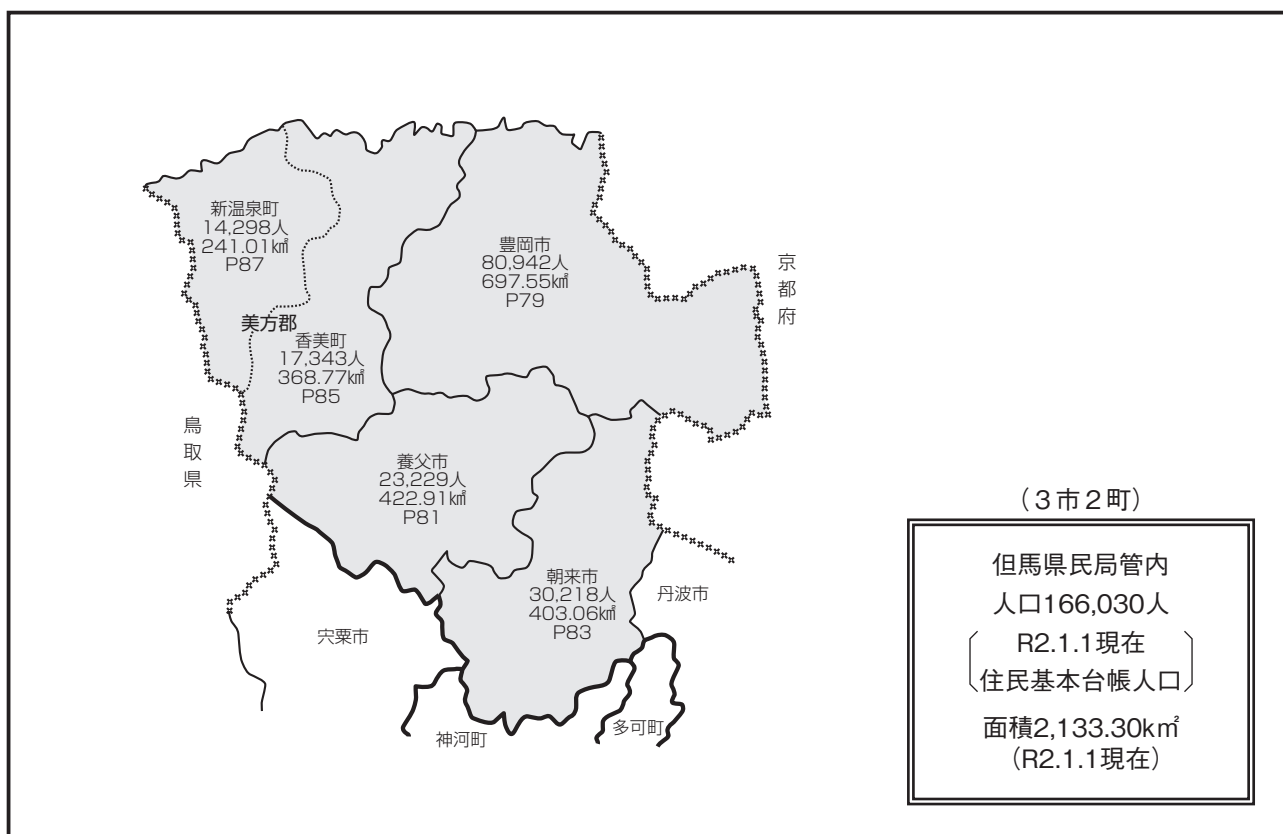 新温泉町
14,298人
241.01㎢
P87
豊岡市
80,942人
697.55㎢
P79
京都府
美方郡
香美町
17,343人
368.77㎢
P85
鳥取県
養父市
23,229人
422.91㎢
P81
朝来市
30,218人
403.06㎢
P83
丹波市
宍粟市
神河町
多可町
（3市2町）
但馬県民局管内
人口166,030人
R2.1.1現在
住民基本台帳人口
面積2,133.30k㎡
（R2.1.1現在）